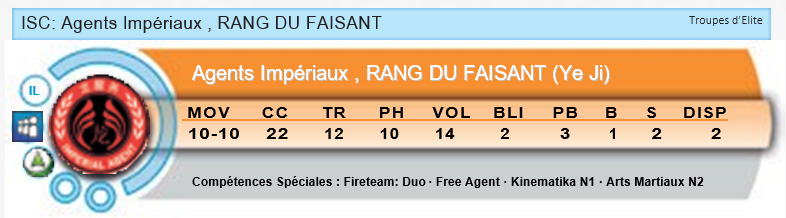 ISC: Agents Impériaux , RANG DU FAISANT
Troupes d'Elite
Agents Impériaux , RANG DU FAISANT (Ye Ji)
IL
MOV CC TR PH VOL BLI PB B S DISP
10-10 22 12 10 14 2 3 1 2 2
IMPERIAL AGENT
Compétences Spéciales : Fireteam: Duo · Free Agent · Kinematika N1 · Arts Martiaux N2